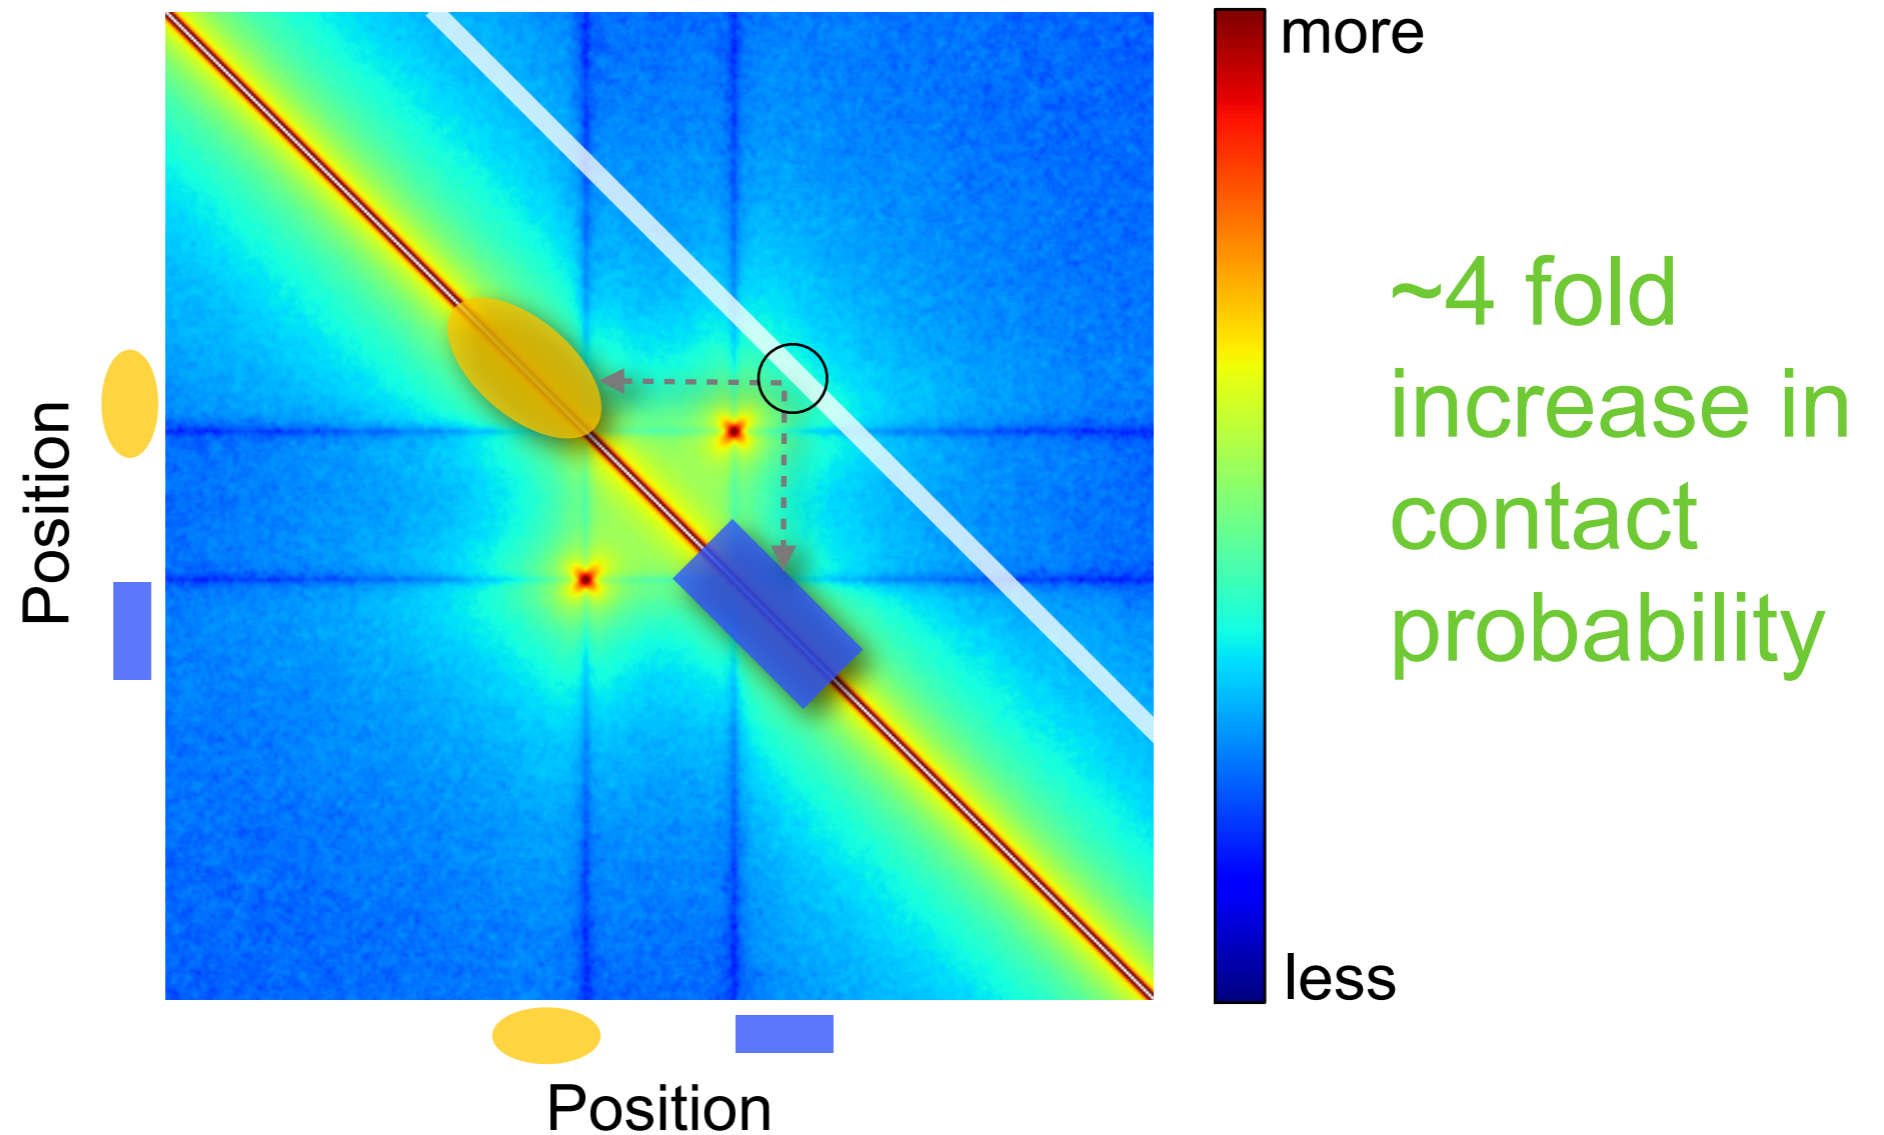 more
~4 fold
increase in
contact
probability
Position
less
Position